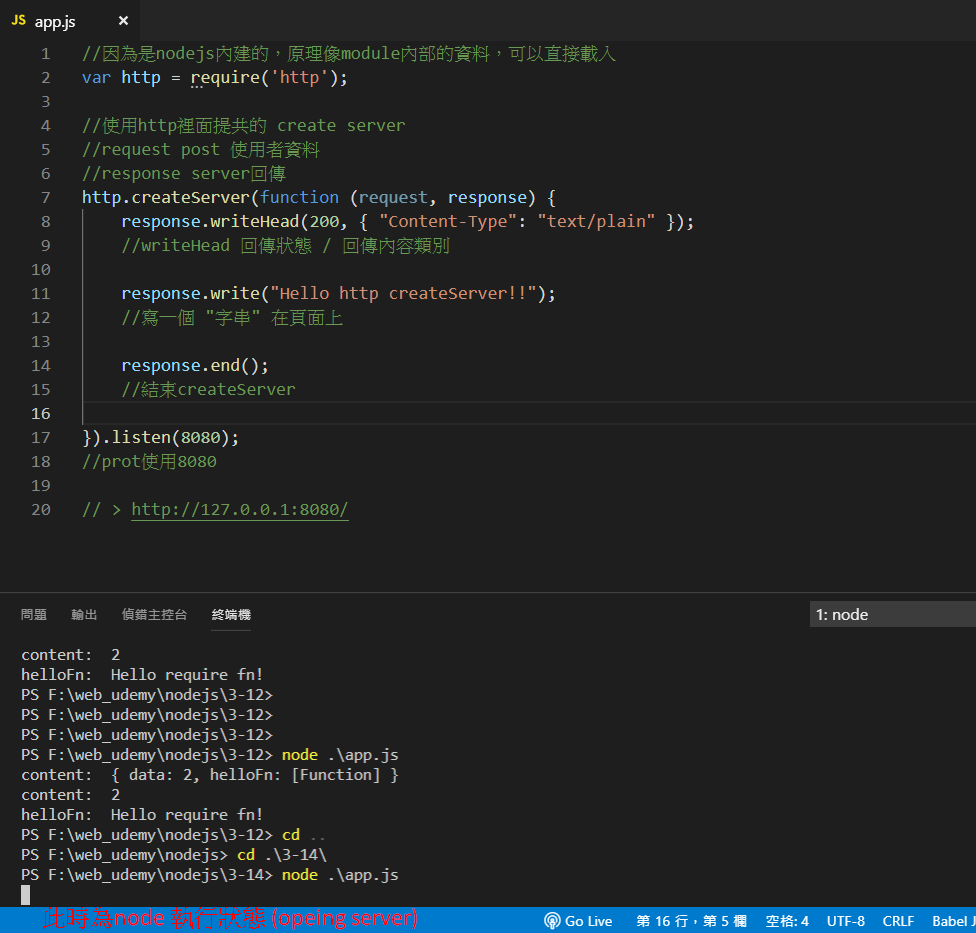 JS app.js ×
1 //因為是nodejs內建的，原理像module內部的資料，可以直接載入
2 var http = require('http');
3
4 //使用http裡面提共的 create server
5 //request post 使用者資料
6 //response server回傳
7 http.createServer(function (request, response) {
8 response.writeHead(200, { "Content-Type": "text/plain" });
9 //writeHead 回傳狀態 / 回傳內容類別
10
11 response.write("Hello http createServer!!");
12 //寫一個 "字串" 在頁面上
13
14 response.end();
15 //結束createServer
16
17 }).listen(8080);
18 //prot使用8080
19
20 // > http://127.0.0.1:8080/
問題 輸出 偵錯主控台 終端機 1: node
content:  2
helloFn:  Hello require fn!
PS F:\web_udemy\nodejs\3-12>
PS F:\web_udemy\nodejs\3-12>
PS F:\web_udemy\nodejs\3-12>
PS F:\web_udemy\nodejs\3-12> node .\app.js
content:  { data: 2, helloFn: [Function] }
content:  2
helloFn:  Hello require fn!
PS F:\web_udemy\nodejs\3-12> cd ..
PS F:\web_udemy\nodejs> cd .\3-14\
PS F:\web_udemy\nodejs\3-14> node .\app.js
此時為node 執行狀態 (opeing server)
Go Live 第 16 行，第 5 欄 空格: 4 UTF-8 CRLF Babel J